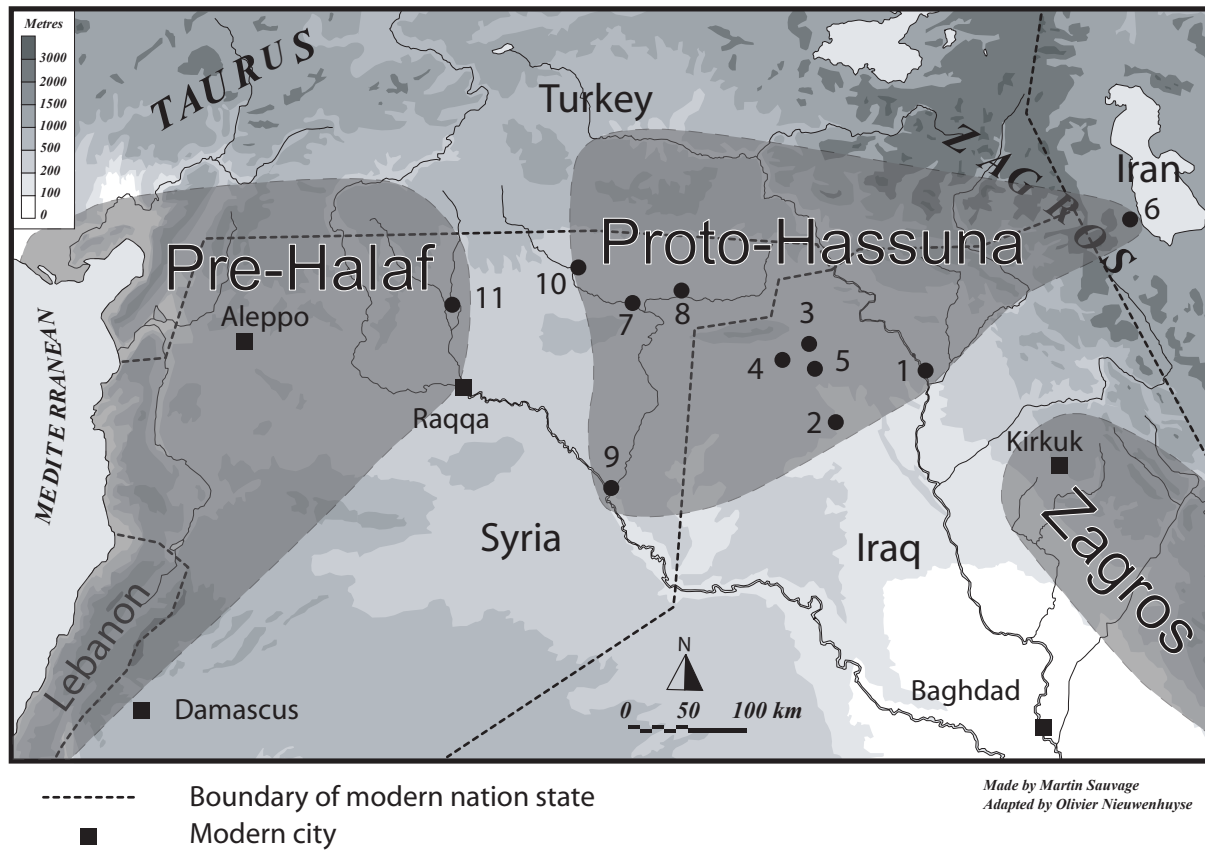 Metres
3000
2000
1500
1000
500
200
100
0
TAURUS
Turkey
ZAGROS
Iran
6
Pre-Halaf
Proto-Hassuna
10
11
7
8
3
Aleppo
4
5
1
MEDITERRANEAN
Raqqa
2
Kirkuk
9
Zagros
Syria
Iraq
Lebanon
N
Baghdad
Damascus
0 50 100 km
Boundary of modern nation state
Modern city
Made by Martin Sauvage
Adapted by Olivier Nieuwenhuyse